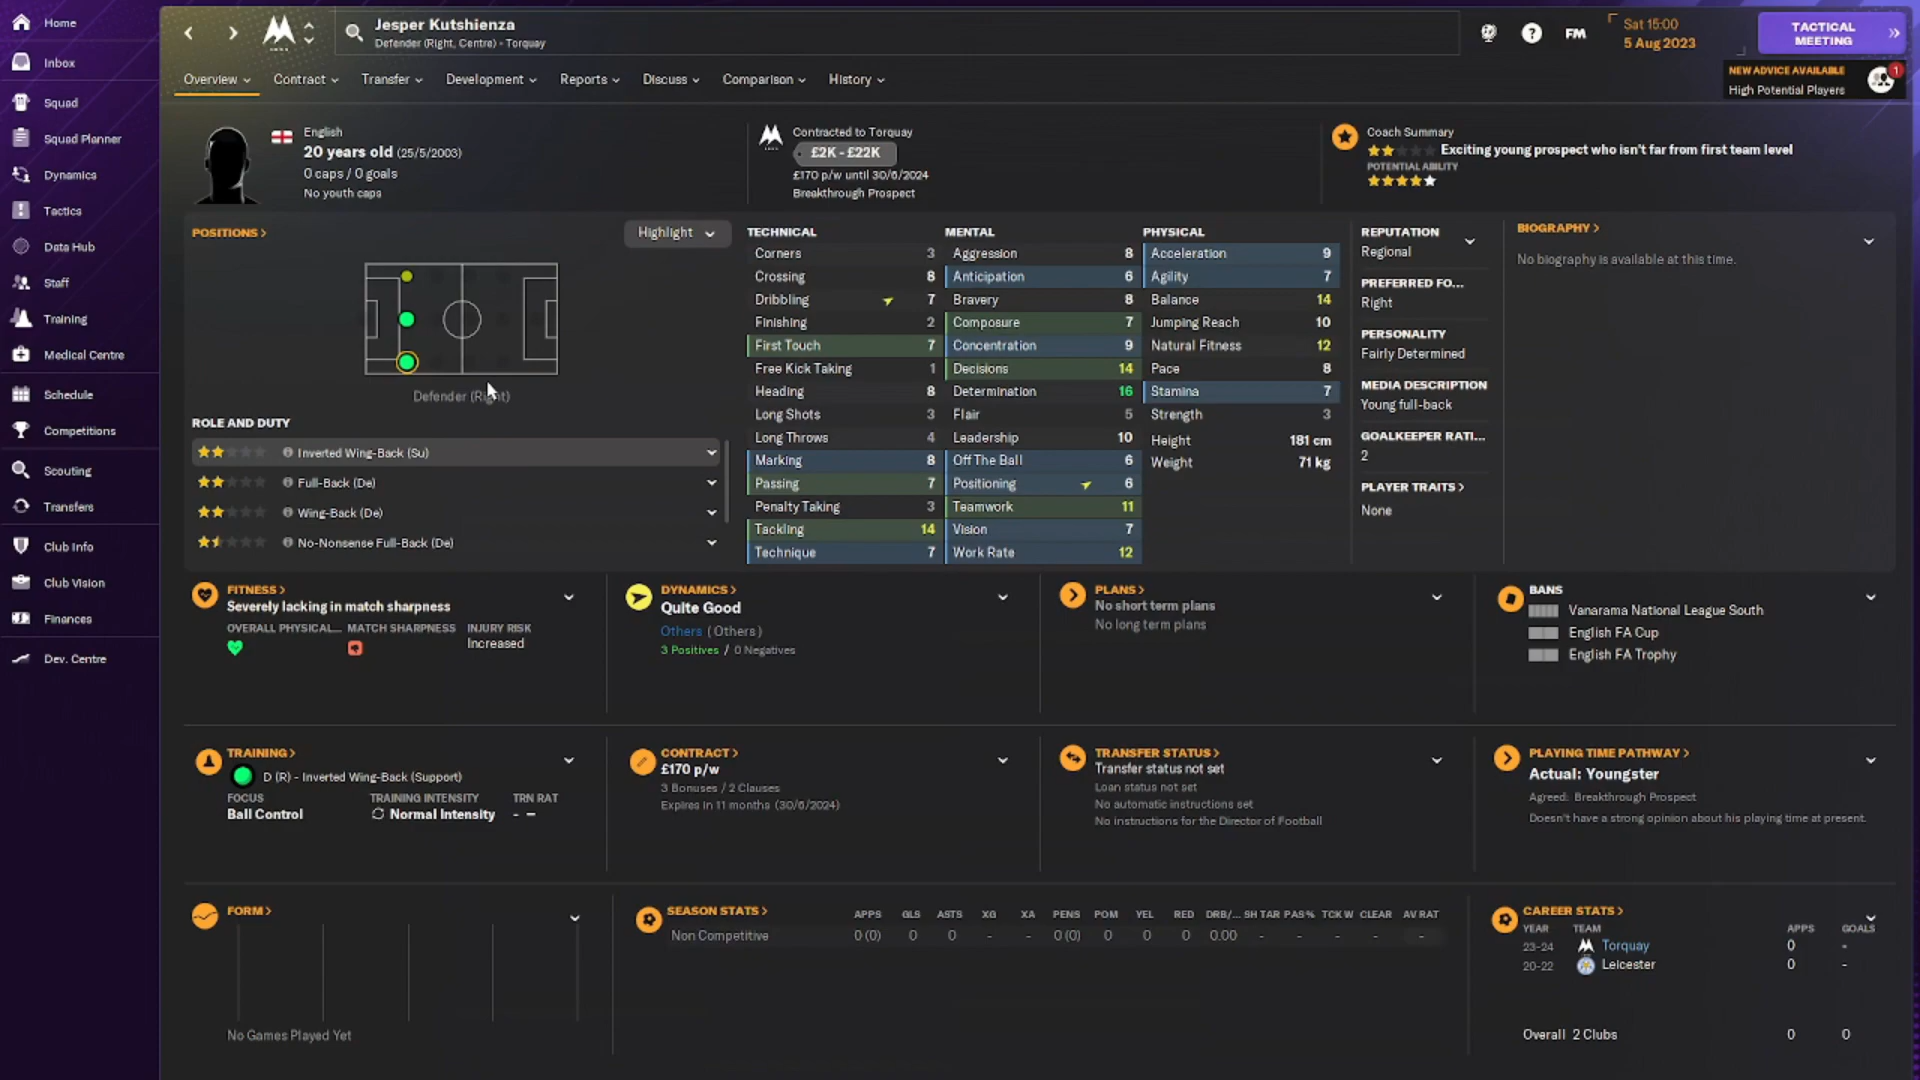 Home
Inbox
Squad
Squad Planner
Dynamics
Tactics
Data Hub
Staff
Training
Medical Centre
Schedule
Competitions
Scouting
Transfers
Club Info
Club Vision
Finances
Dev. Centre
Jesper Kutshienza
Defender (Right, Centre) - Torquay
FM
Sat 15:00
5 Aug 2023
TACTICAL
MEETING
NEW ADVICE AVAILABLE
High Potential Players
1
Overview Contract Transfer Development Reports Discuss Comparison History
English
20 years old (25/5/2003)
0 caps / 0 goals
No youth caps
Contracted to Torquay
£2K - £22K
£170 p/w until 30/6/2024
Breakthrough Prospect
Coach Summary
Exciting young prospect who isn't far from first team level
POTENTIAL ABILITY
POSITIONS >
Highlight
Defender (Right)
ROLE AND DUTY
Inverted Wing-Back (Su)
Full-Back (De)
Wing-Back (De)
No-Nonsense Full-Back (De)
TECHNICAL
Corners 3
Crossing 8
Dribbling 7
Finishing 2
First Touch 7
Free Kick Taking 1
Heading 8
Long Shots 3
Long Throws 4
Marking 8
Passing 7
Penalty Taking 3
Tackling 14
Technique 7
MENTAL
Aggression 8
Anticipation 6
Bravery 8
Composure 7
Concentration 9
Decisions 14
Determination 16
Flair 5
Leadership 10
Off The Ball 6
Positioning 6
Teamwork 11
Vision 7
Work Rate 12
PHYSICAL
Acceleration 9
Agility 7
Balance 14
Jumping Reach 10
Natural Fitness 12
Pace 8
Stamina 7
Strength 3
Height 181 cm
Weight 71 kg
REPUTATION
Regional
PREFERRED FO...
Right
PERSONALITY
Fairly Determined
MEDIA DESCRIPTION
Young full-back
GOALKEEPER RATI...
2
PLAYER TRAITS >
None
BIOGRAPHY >
No biography is available at this time.
FITNESS >
Severely lacking in match sharpness
OVERALL PHYSICAL... MATCH SHARPNESS INJURY RISK
Increased
DYNAMICS >
Quite Good
Others (Others)
3 Positives / 0 Negatives
PLANS >
No short term plans
No long term plans
BANS
Vanarama National League South
English FA Cup
English FA Trophy
TRAINING >
D (R) - Inverted Wing-Back (Support)
FOCUS TRAINING INTENSITY TRN RAT
Ball Control Normal Intensity - –
CONTRACT >
£170 p/w
3 Bonuses / 2 Clauses
Expires in 11 months (30/6/2024)
TRANSFER STATUS >
Transfer status not set
Loan status not set
No automatic instructions set
No instructions for the Director of Football
PLAYING TIME PATHWAY >
Actual: Youngster
Agreed: Breakthrough Prospect
Doesn't have a strong opinion about his playing time at present.
FORM >
No Games Played Yet
SEASON STATS > APPS GLS ASTS XG XA PENS POM YEL RED DRB/... SH TAR PAS% TCK W CLEAR AV RAT
Non Competitive 0 (0) 0 0 - - 0 (0) 0 0 0 0.00 - - - - -
CAREER STATS >
YEAR TEAM APPS GOALS
23-24 Torquay 0 -
20-22 Leicester 0 -
Overall 2 Clubs 0 0